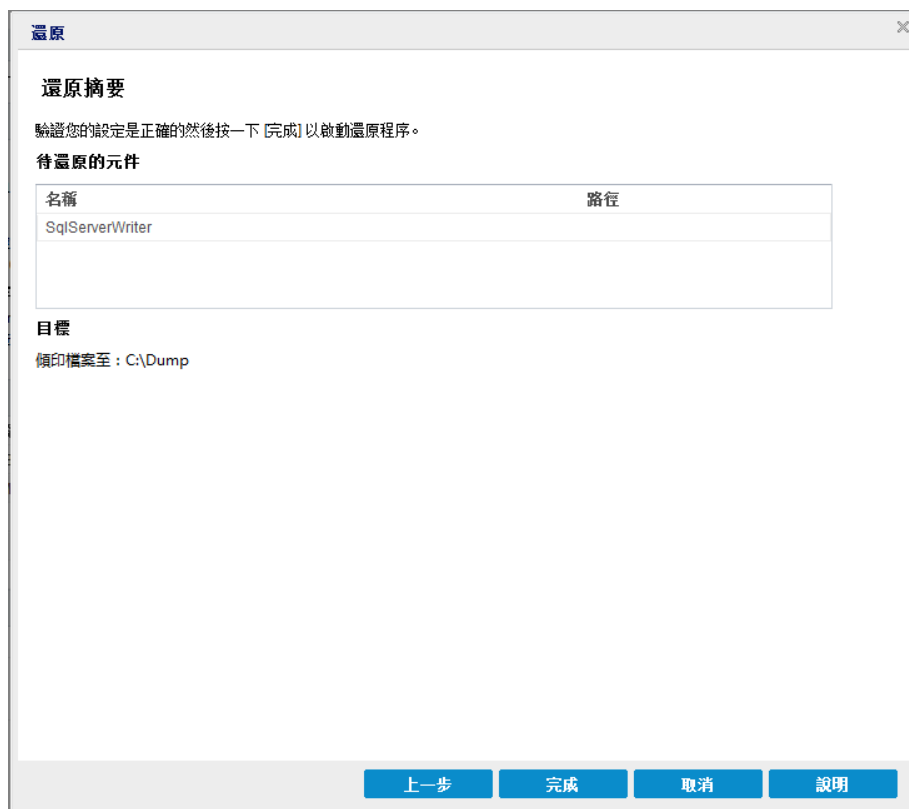 還原
還原摘要
驗證您的設定是正確的然後按一下 [完成] 以啟動還原程序。
待還原的元件
名稱 路徑
SqlServerWriter
目標
傾印檔案至：C:\Dump
上一步 完成 取消 說明